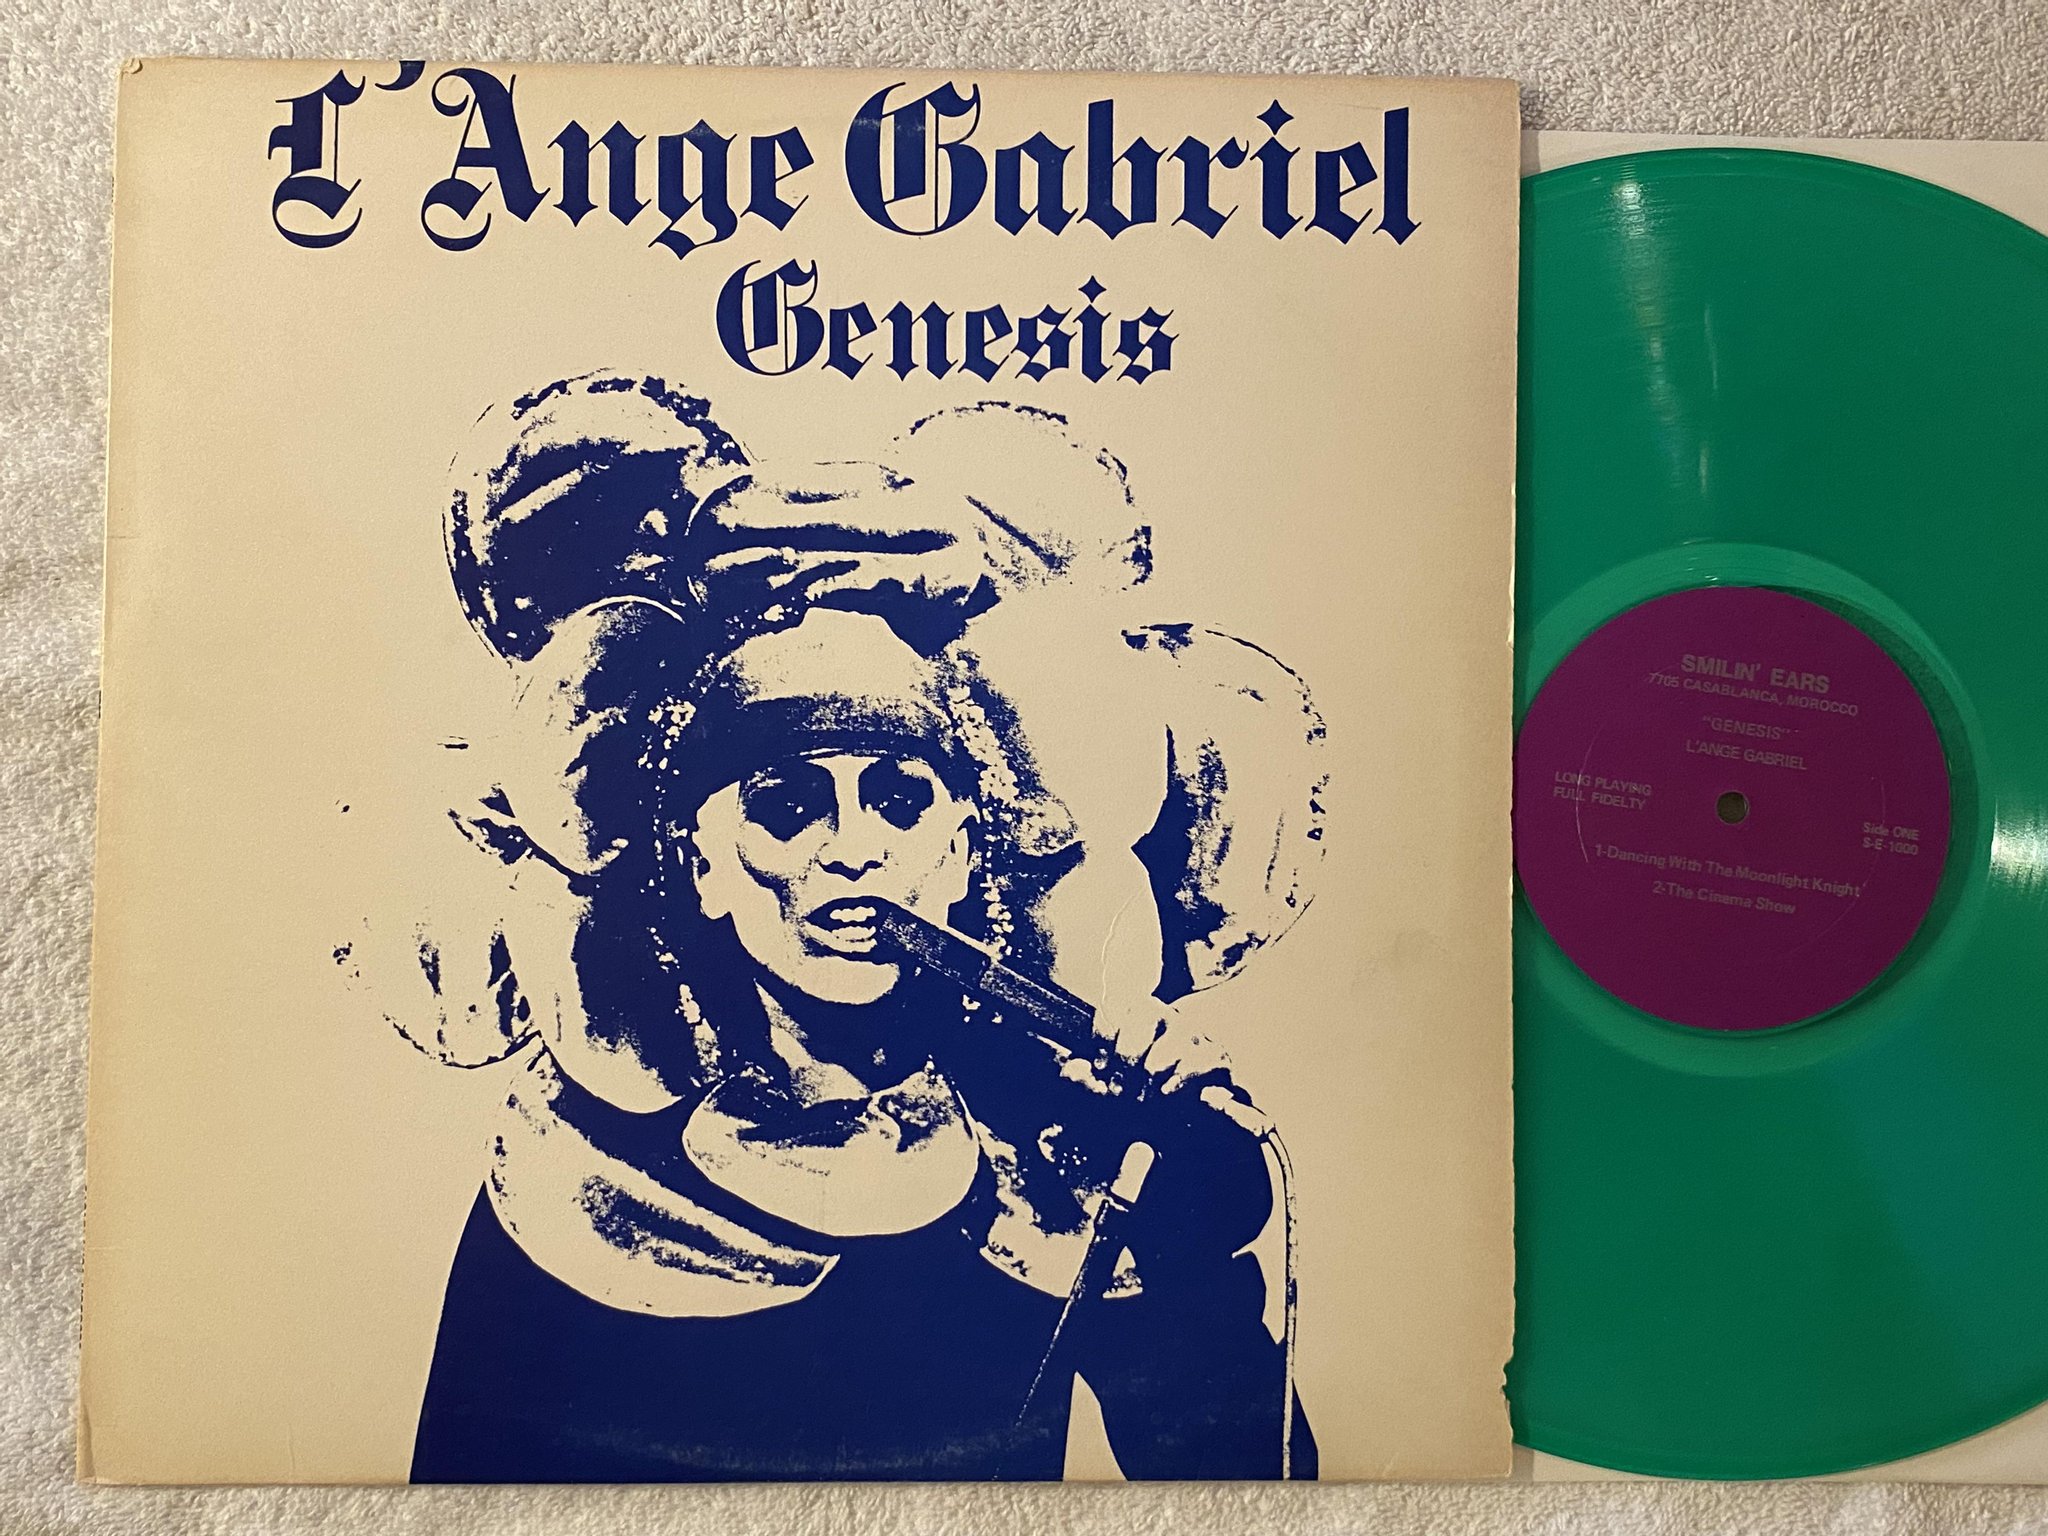 L'Ange Gabriel
Genesis
SMILIN' EARS
7705 CASABLANCA, MOROCCO
"GENESIS"
L'ANGE GABRIEL
LONG PLAYING
FULL FIDELTY
Side ONE
S-E-1000
1-Dancing With The Moonlight Knight
2-The Cinema Show